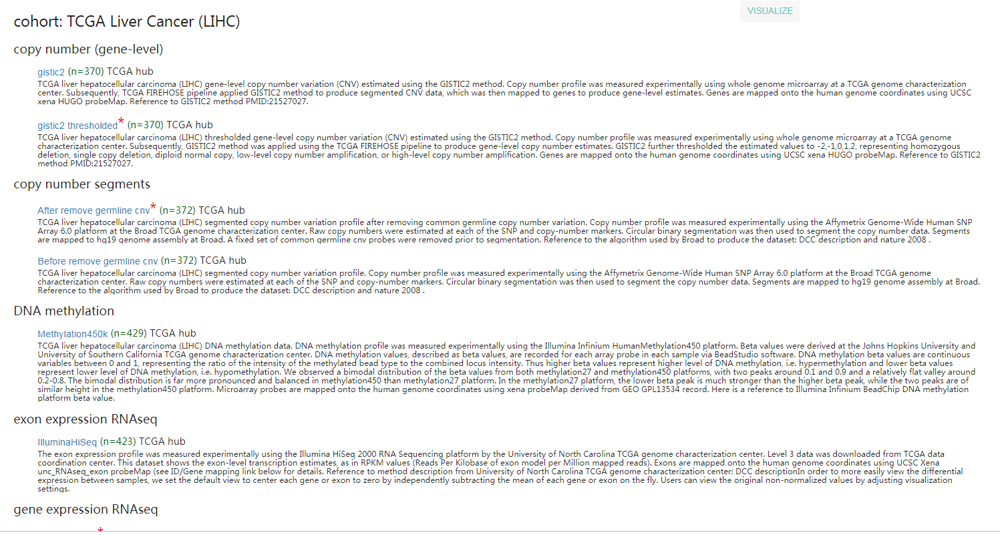 VISUALIZE
cohort: TCGA Liver Cancer (LIHC)
copy number (gene-level)
gistic2 (n=370) TCGA hub
TCGA liver hepatocellular carcinoma (LIHC) gene-level copy number variation (CNV) estimated using the GISTIC2 method. Copy number profile was measured experimentally using whole genome microarray at a TCGA genome characterization
center. Subsequently, TCGA FIREHOSE pipeline applied GISTIC2 method to produce segmented CNV data, which was then mapped to genes to produce gene-level estimates. Genes are mapped onto the human genome coordinates using UCSC
xena HUGO probeMap. Reference to GISTIC2 method PMID:21527027.
gistic2 thresholded* (n=370) TCGA hub
TCGA liver hepatocellular carcinoma (LIHC) thresholded gene-level copy number variation (CNV) estimated using the GISTIC2 method. Copy number profile was measured experimentally using whole genome microarray at a TCGA genome
characterization center. Subsequently, GISTIC2 method was applied using the TCGA FIREHOSE pipeline to produce gene-level copy number estimates. GISTIC2 further thresholded the estimated values to -2,-1,0,1,2, representing homozygous
deletion, single copy deletion, diploid normal copy, low-level copy number amplification, or high-level copy number amplification. Genes are mapped onto the human genome coordinates using UCSC xena HUGO probeMap. Reference to GISTIC2
method PMID:21527027.
copy number segments
After remove germline cnv* (n=372) TCGA hub
TCGA liver hepatocellular carcinoma (LIHC) segmented copy number variation profile after removing common germline copy number variation. Copy number profile was measured experimentally using the Affymetrix Genome-Wide Human SNP
Array 6.0 platform at the Broad TCGA genome characterization center. Raw copy numbers were estimated at each of the SNP and copy-number markers. Circular binary segmentation was then used to segment the copy number data. Segments
are mapped to hg19 genome assembly at Broad. A fixed set of common germline cnv probes were removed prior to segmentation. Reference to the algorithm used by Broad to produce the dataset: DCC description and nature 2008 .
Before remove germline cnv (n=372) TCGA hub
TCGA liver hepatocellular carcinoma (LIHC) segmented copy number variation profile. Copy number profile was measured experimentally using the Affymetrix Genome-Wide Human SNP Array 6.0 platform at the Broad TCGA genome
characterization center. Raw copy numbers were estimated at each of the SNP and copy-number markers. Circular binary segmentation was then used to segment the copy number data. Segments are mapped to hg19 genome assembly at Broad.
Reference to the algorithm used by Broad to produce the dataset: DCC description and nature 2008 .
DNA methylation
Methylation450k (n=429) TCGA hub
TCGA liver hepatocellular carcinoma (LIHC) DNA methylation data. DNA methylation profile was measured experimentally using the Illumina Infinium HumanMethylation450 platform. Beta values were derived at the Johns Hopkins University and
University of Southern California TCGA genome characterization center. DNA methylation values, described as beta values, are recorded for each array probe in each sample via BeadStudio software. DNA methylation beta values are continuous
variables between 0 and 1, representing the ratio of the intensity of the methylated bead type to the combined locus intensity. Thus higher beta values represent higher level of DNA methylation, i.e. hypermethylation and lower beta values
represent lower level of DNA methylation, i.e. hypomethylation. We observed a bimodal distribution of the beta values from both methylation27 and methylation450 platforms, with two peaks around 0.1 and 0.9 and a relatively flat valley around
0.2-0.8. The bimodal distribution is far more pronounced and balanced in methylation450 than methylation27 platform. In the methylation27 platform, the lower beta peak is much stronger than the higher beta peak, while the two peaks are of
similar height in the methylation450 platform. Microarray probes are mapped onto the human genome coordinates using xena probeMap derived from GEO GPL13534 record. Here is a reference to Illumina Infinium BeadChip DNA methylation
platform beta value.
exon expression RNAseq
IlluminaHiSeq (n=423) TCGA hub
The exon expression profile was measured experimentally using the Illumina HiSeq 2000 RNA Sequencing platform by the University of North Carolina TCGA genome characterization center. Level 3 data was downloaded from TCGA data
coordination center. This dataset shows the exon-level transcription estimates, as in RPKM values (Reads Per Kilobase of exon model per Million mapped reads). Exons are mapped onto the human genome coordinates using UCSC Xena
unc_RNAseq_exon probeMap (see ID/Gene mapping link below for details. Reference to method description from University of North Carolina TCGA genome characterization center: DCC descriptionIn order to more easily view the differential
expression between samples, we set the default view to center each gene or exon to zero by independently subtracting the mean of each gene or exon on the fly. Users can view the original non-normalized values by adjusting visualization
settings.
gene expression RNAseq
*